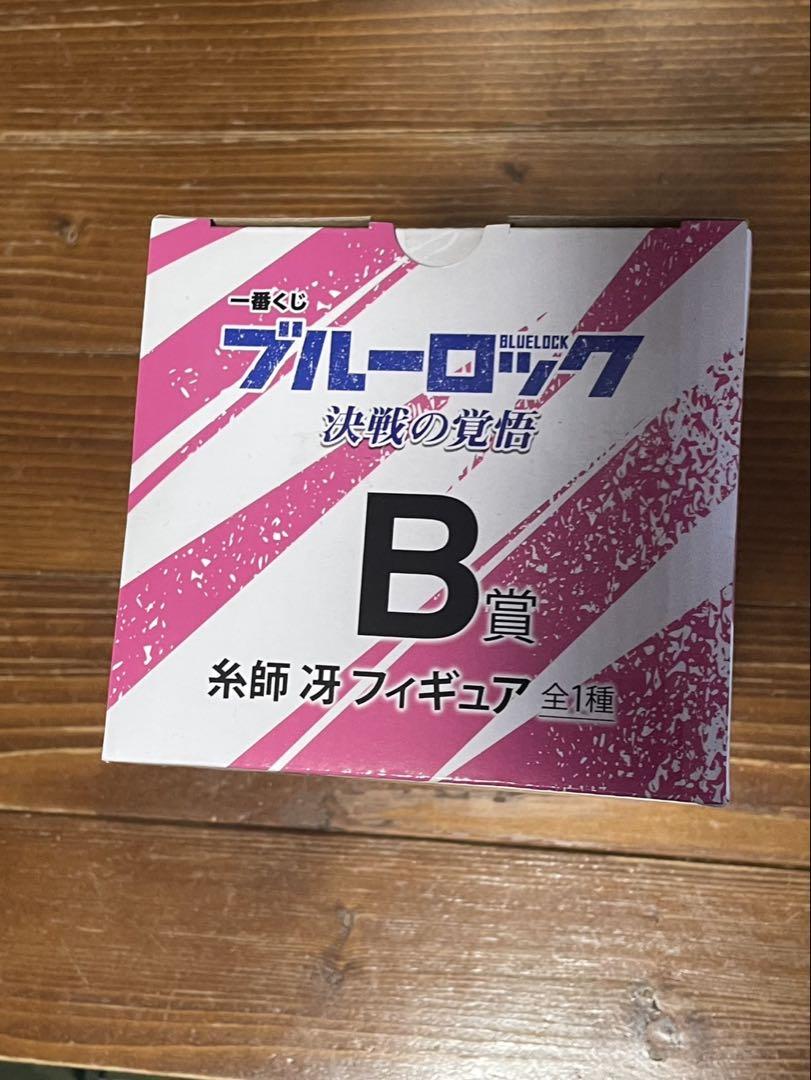 一番くじ
ブルーロック
BLUELOCK
決戦の覚悟
B賞
糸師 冴 フィギュア 全1種